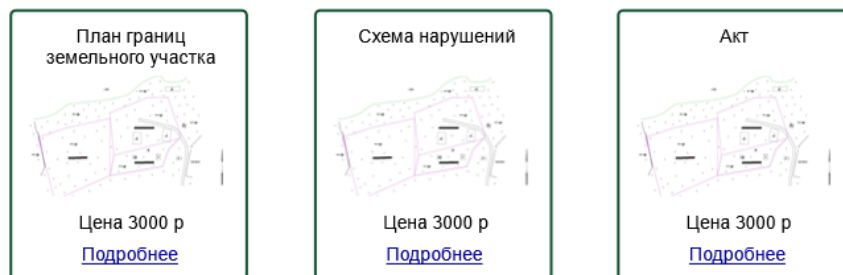 План границ
земельного участка
Цена 3000 р
Подробнее
Схема нарушений
Цена 3000 р
Подробнее
Акт
Цена 3000 р
Подробнее